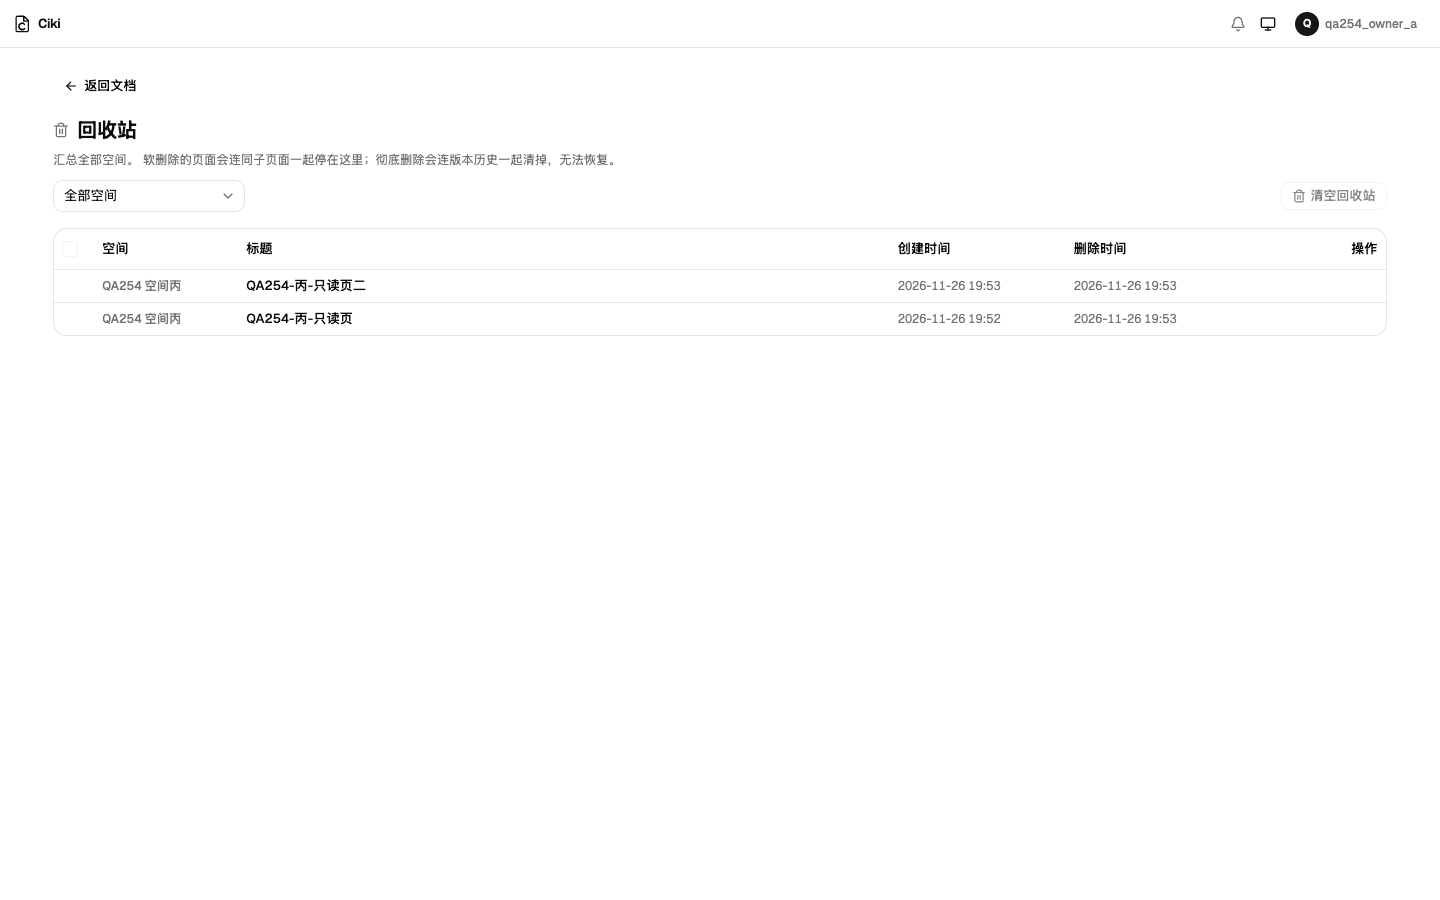 Ciki
Q qa254_owner_a
返回文档
回收站
汇总全部空间。 软删除的页面会连同子页面一起停在这里；彻底删除会连版本历史一起清掉，无法恢复。
全部空间 清空回收站
空间 标题 创建时间 删除时间 操作
QA254 空间丙 QA254-丙-只读页二 2026-11-26 19:53 2026-11-26 19:53
QA254 空间丙 QA254-丙-只读页 2026-11-26 19:52 2026-11-26 19:53